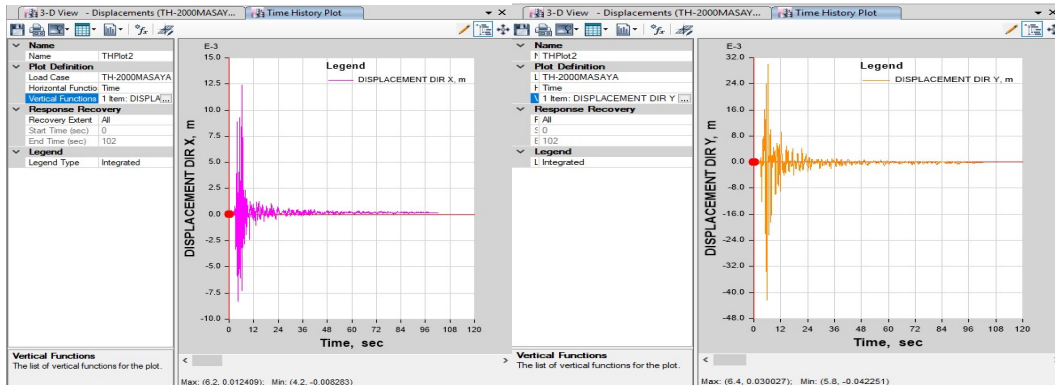 3-D View - Displacements (TH-2000MASAY...
Time History Plot
Name
Name THPlot2
Plot Definition
Load Case TH-2000MASAYA
Horizontal Functio Time
Vertical Functions 1 Item: DISPLA...
Response Recovery
Recovery Extent All
Start Time (sec) 0
End Time (sec) 102
Legend
Legend Type Integrated
Vertical Functions
The list of vertical functions for the plot.
E-3
Legend
DISPLACEMENT DIR X, m
15.0
12.5
10.0
7.5
5.0
2.5
0.0
-2.5
-5.0
-7.5
-10.0
DISPLACEMENT DIR X, m
0 12 24 36 48 60 72 84 96 108 120
Time, sec
Max: (6.2, 0.012409); Min: (4.2, -0.008283)
3-D View - Displacements (TH-2000MASAY...
Time History Plot
Name
THPlot2
Plot Definition
L TH-2000MASAYA
H Time
V 1 Item: DISPLACEMENT DIR Y ...
Response Recovery
All
S 0
E 102
Legend
L Integrated
Vertical Functions
The list of vertical functions for the plot.
E-3
Legend
DISPLACEMENT DIR Y, m
32.0
24.0
16.0
8.0
0.0
-8.0
-16.0
-24.0
-32.0
-40.0
-48.0
DISPLACEMENT DIR Y, m
0 12 24 36 48 60 72 84 96 108 120
Time, sec
Max: (6.4, 0.030027); Min: (5.8, -0.042251)